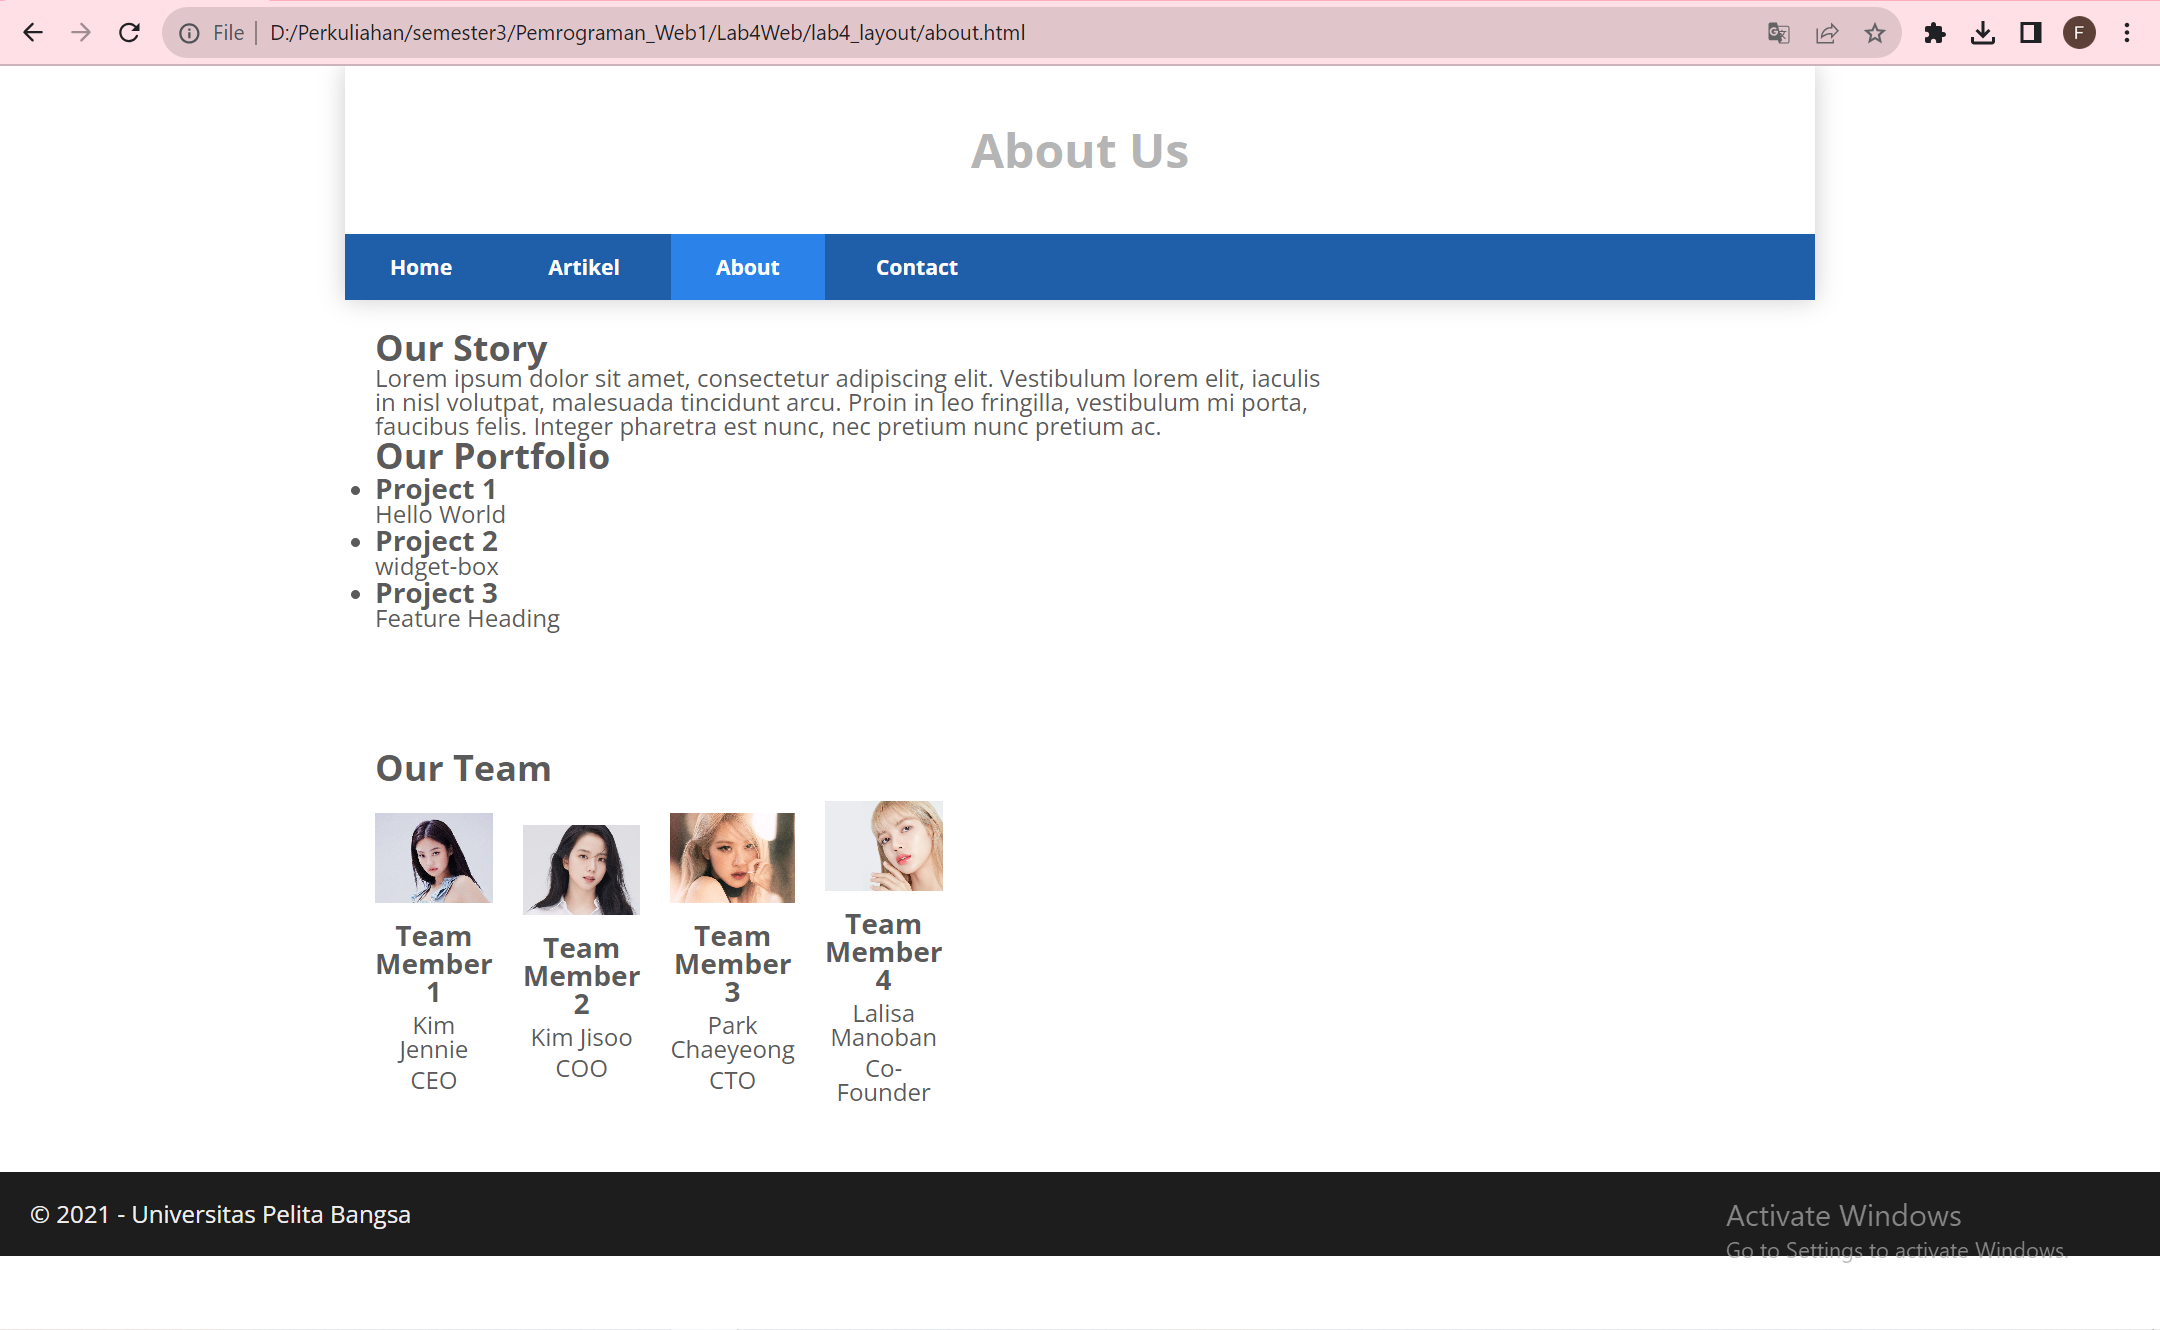 File
D:/Perkuliahan/semester3/Pemrograman_Web1/Lab4Web/lab4_layout/about.html
F
About Us
Home
Artikel
About
Contact
Our Story
Lorem ipsum dolor sit amet, consectetur adipiscing elit. Vestibulum lorem elit, iaculis
in nisl volutpat, malesuada tincidunt arcu. Proin in leo fringilla, vestibulum mi porta,
faucibus felis. Integer pharetra est nunc, nec pretium nunc pretium ac.
Our Portfolio
• Project 1
Hello World
• Project 2
widget-box
• Project 3
Feature Heading
Our Team
Team
Member
1
Kim
Jennie
CEO
Team
Member
2
Kim Jisoo
COO
Team
Member
3
Park
Chaeyeong
CTO
Team
Member
4
Lalisa
Manoban
Co-
Founder
© 2021 - Universitas Pelita Bangsa
Activate Windows
Go to Settings to activate Windows.